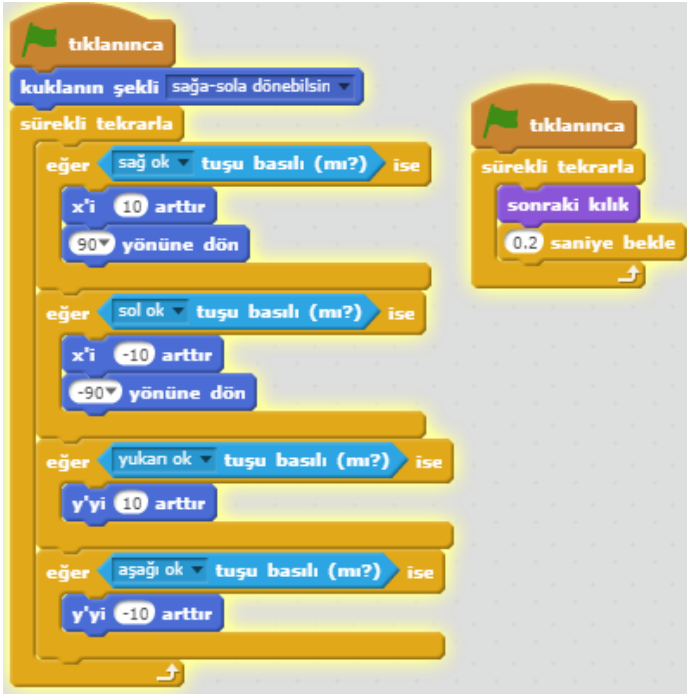 tıklanınca
kuklanın şekli sağa-sola dönebilsin
sürekli tekrarla
eğer sağ ok tuşu basılı (mı?) ise
x'i 10 arttır
90 yönüne dön
eğer sol ok tuşu basılı (mı?) ise
x'i -10 arttır
-90 yönüne dön
eğer yukarı ok tuşu basılı (mı?) ise
y'yi 10 arttır
eğer aşağı ok tuşu basılı (mı?) ise
y'yi -10 arttır
tıklanınca
sürekli tekrarla
sonraki kılık
0.2 saniye bekle